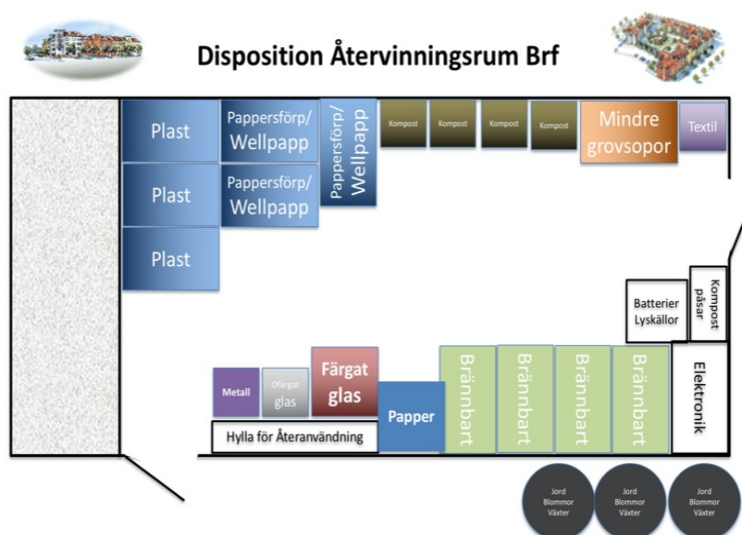 Disposition Återvinningsrum Brf
Plast
Pappersförp/
Wellpapp
Pappersförp/
Wellpapp
Kompost
Kompost
Kompost
Kompost
Mindre
grovsopor
Textil
Plast
Pappersförp/
Wellpapp
Plast
Batterier
Lyskällor
Kompost
påsar
Metall
Ofärgat
glas
Färgat
glas
Papper
Brännbart
Brännbart
Brännbart
Brännbart
Elektronik
Hylla för Återanvändning
Jord
Blommor
Växter
Jord
Blommor
Växter
Jord
Blommor
Växter